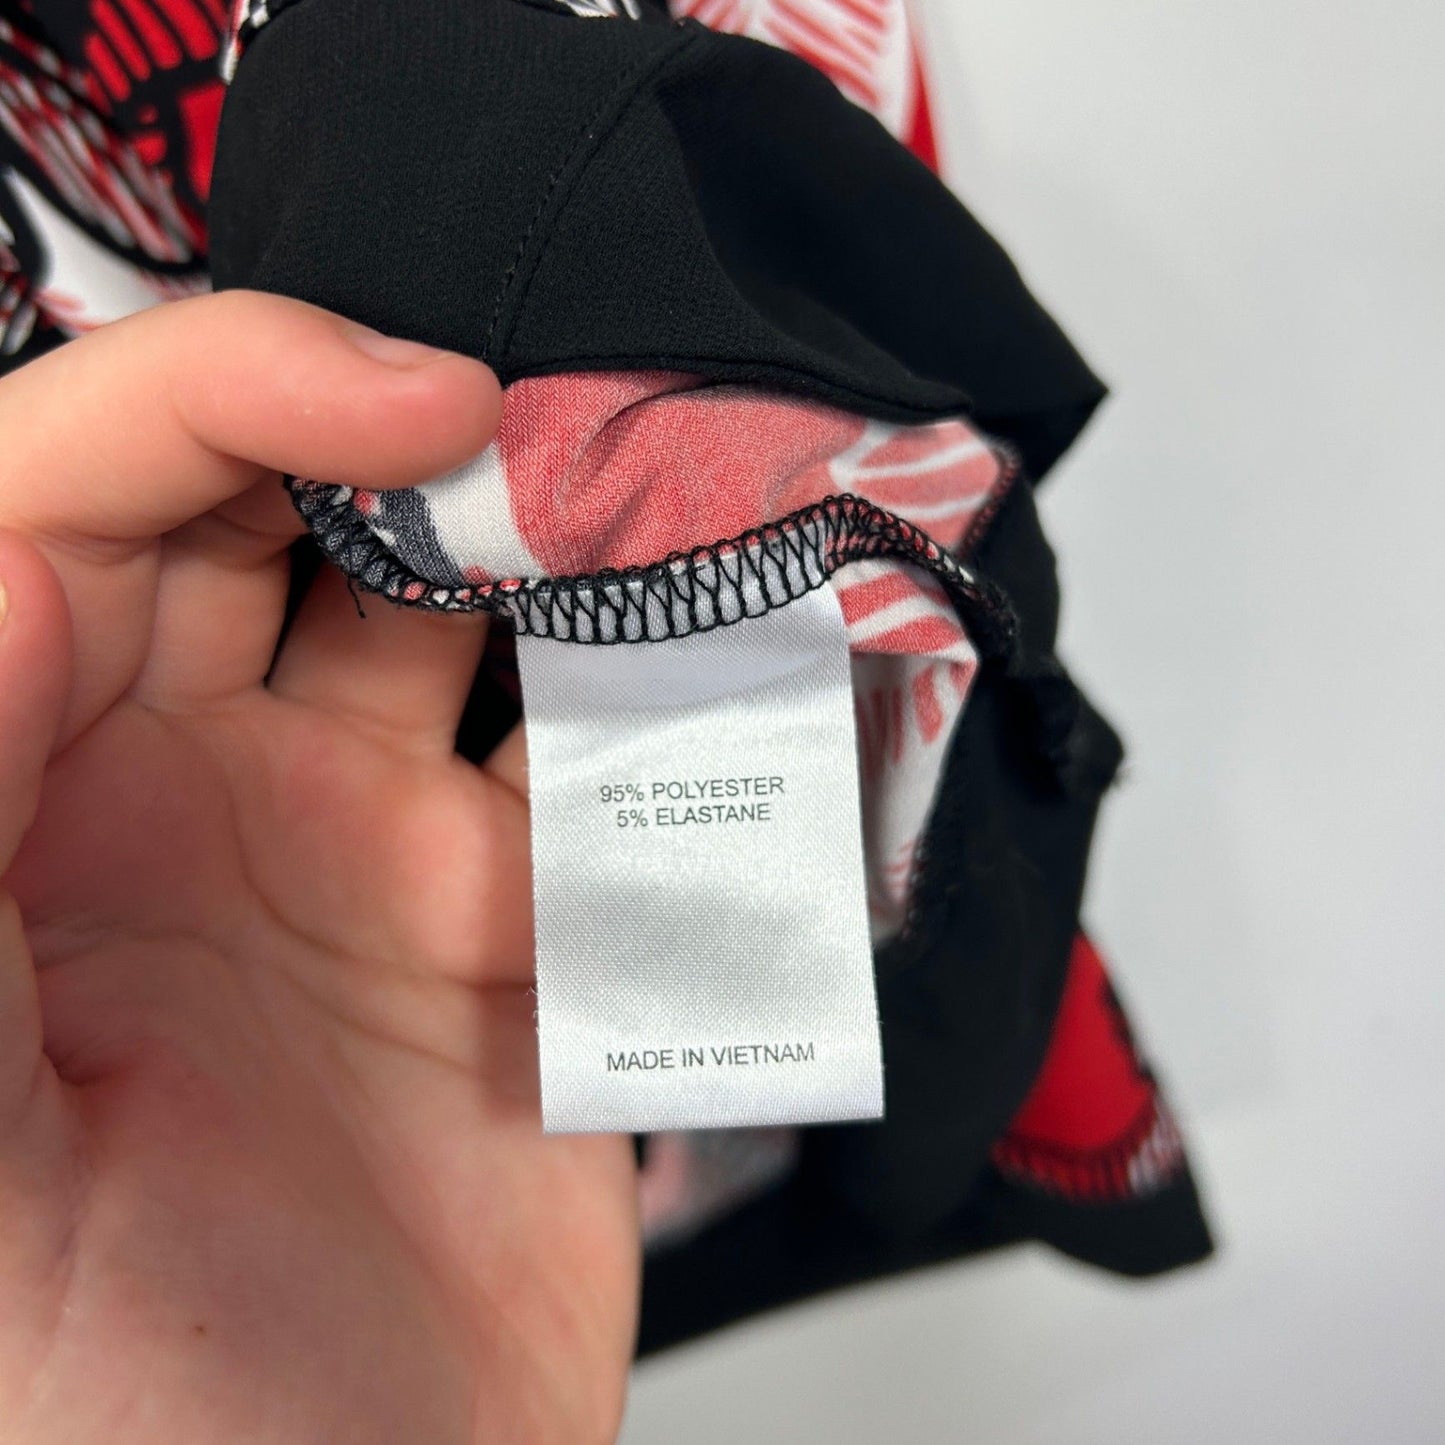 95% POLYESTER
5% ELASTANE
MADE IN VIETNAM